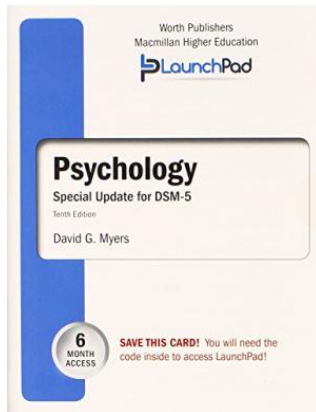 Worth Publishers
Macmillan Higher Education
LaunchPad
Psychology
Special Update for DSM-5
Tenth Edition
David G. Myers
6
MONTH
ACCESS
SAVE THIS CARD! You will need the
code inside to access LaunchPad!